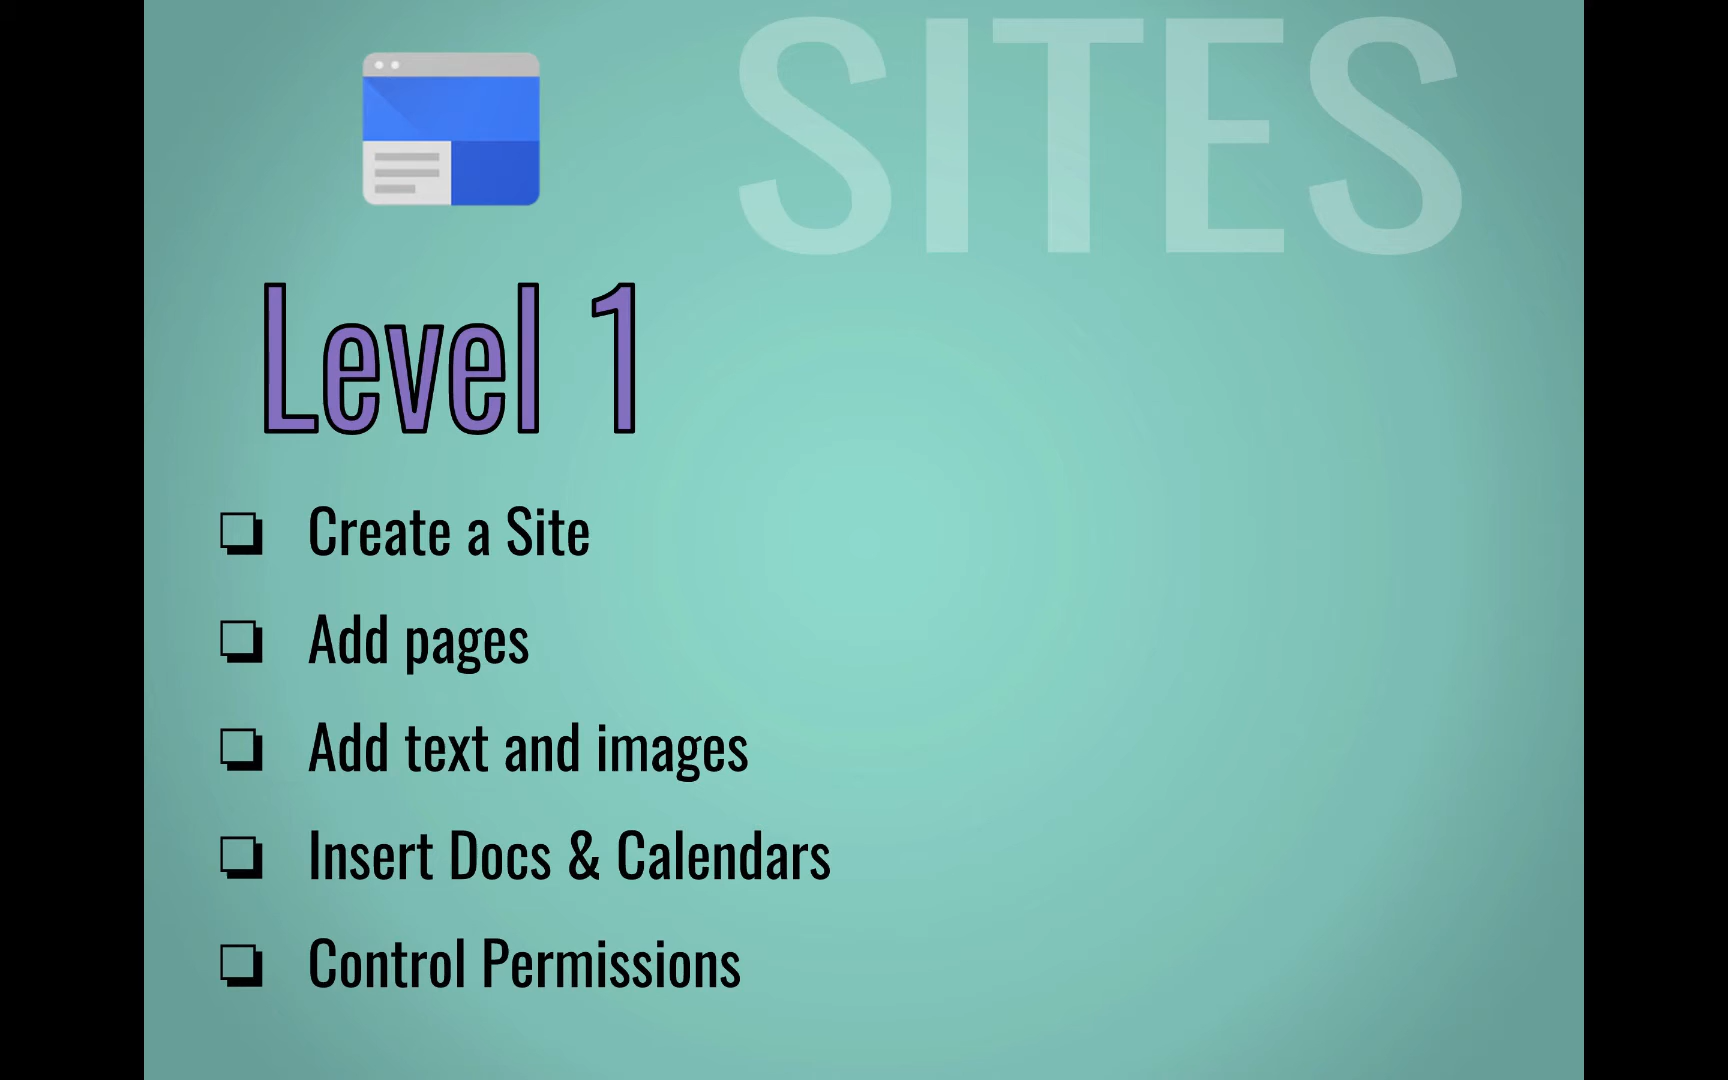 SITES
Level 1
Create a Site
Add pages
Add text and images
Insert Docs & Calendars
Control Permissions